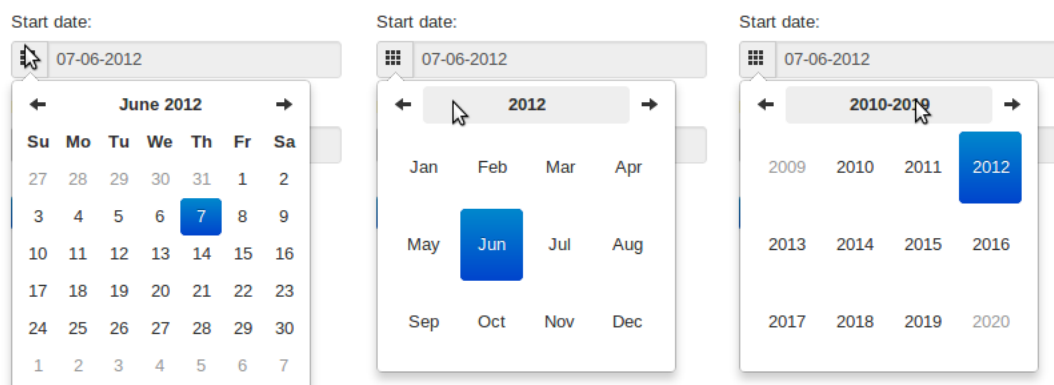 Start date:
07-06-2012
June 2012
Su Mo Tu We Th Fr Sa
27 28 29 30 31 1 2
3 4 5 6 7 8 9
10 11 12 13 14 15 16
17 18 19 20 21 22 23
24 25 26 27 28 29 30
1 2 3 4 5 6 7
Start date:
07-06-2012
2012
Jan Feb Mar Apr
May Jun Jul Aug
Sep Oct Nov Dec
Start date:
07-06-2012
2010-2019
2009 2010 2011 2012
2013 2014 2015 2016
2017 2018 2019 2020